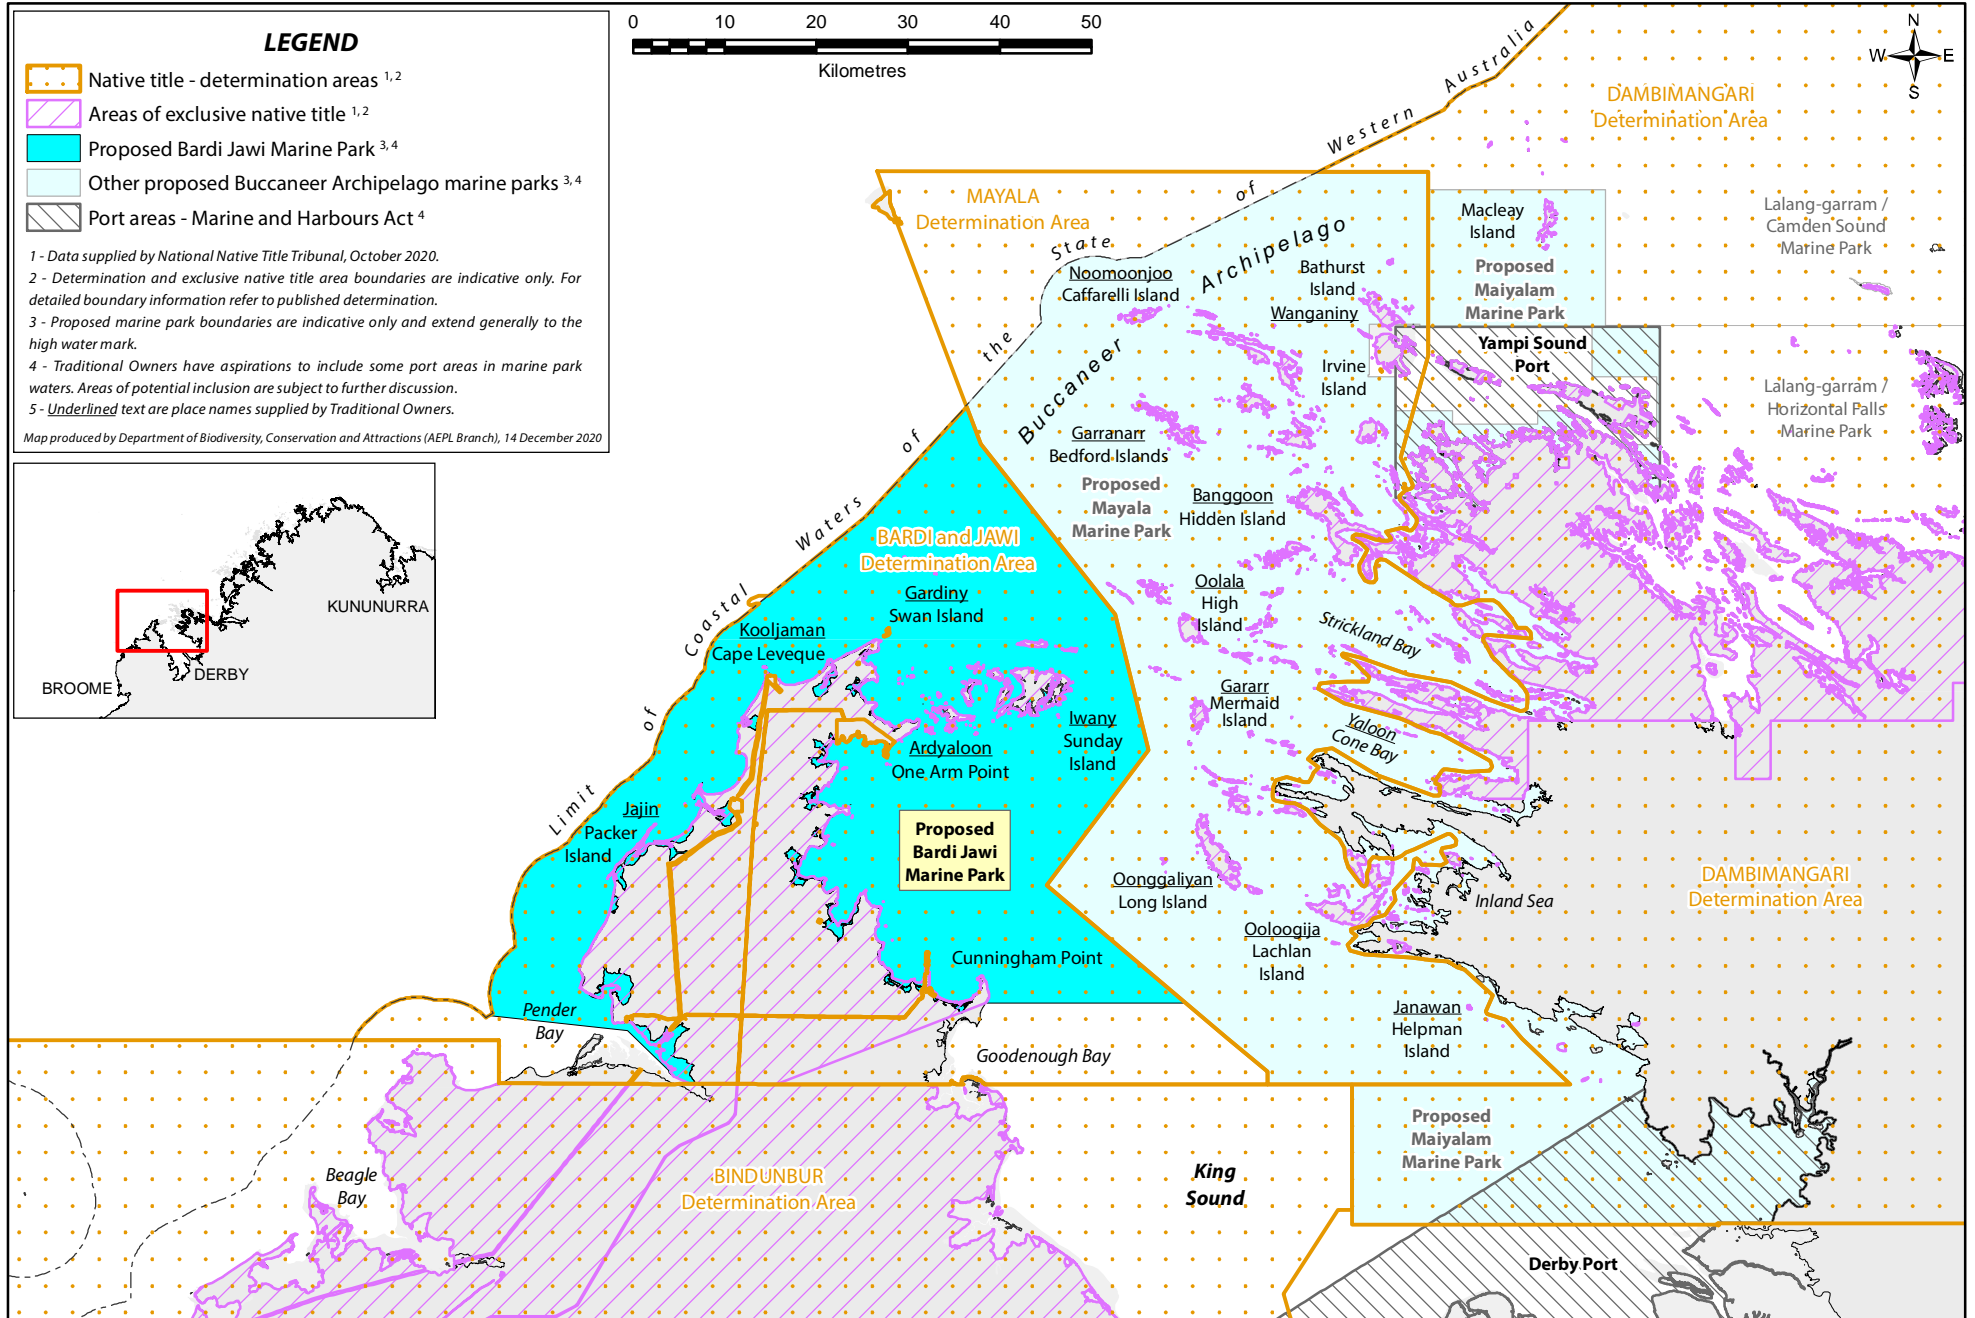 LEGEND
Native title - determination areas 1, 2
Areas of exclusive native title 1, 2
Proposed Bardi Jawi Marine Park 3, 4
Other proposed Buccaneer Archipelago marine parks 3, 4
Port areas - Marine and Harbours Act 4
1 - Data supplied by National Native Title Tribunal, October 2020.
2 - Determination and exclusive native title area boundaries are indicative only. For
detailed boundary information refer to published determination.
3 - Proposed marine park boundaries are indicative only and extend generally to the
high water mark.
4 - Traditional Owners have aspirations to include some port areas in marine park
waters. Areas of potential inclusion are subject to further discussion.
5 - Underlined text are place names supplied by Traditional Owners.
Map produced by Department of Biodiversity, Conservation and Attractions (AEPL Branch), 14 December 2020
0 10 20 30 40 50
Kilometres
N
W E
S
KUNUNURRA
DERBY
BROOME
Limit of Coastal Waters of the State of Western Australia
DAMBIMANGARI
Determination Area
MAYALA
Determination Area
Lalang-garram /
Camden Sound
Marine Park
Macleay
Island
Proposed
Maiyalam
Marine Park
Buccaneer Archipelago
Noomoonjoo
Caffarelli Island
Bathurst
Island
Wanganiny
Irvine
Island
Yampi Sound
Port
Lalang-garram /
Horizontal Falls
Marine Park
Garranarr
Bedford Islands
Proposed
Mayala
Marine Park
Banggoon
Hidden Island
BARDI and JAWI
Determination Area
Gardiny
Swan Island
Kooljaman
Cape Leveque
Oolala
High
Island
Strickland Bay
Gararr
Mermaid
Island
Yaloon
Cone Bay
Iwany
Sunday
Island
Ardyaloon
One Arm Point
Jajin
Packer
Island
Proposed
Bardi Jawi
Marine Park
Oonggaliyan
Long Island
Inland Sea
DAMBIMANGARI
Determination Area
Ooloogija
Lachlan
Island
Cunningham Point
Janawan
Helpman
Island
Pender
Bay
Goodenough Bay
Proposed
Maiyalam
Marine Park
Beagle
Bay
BINDUNBUR
Determination Area
King
Sound
Derby Port